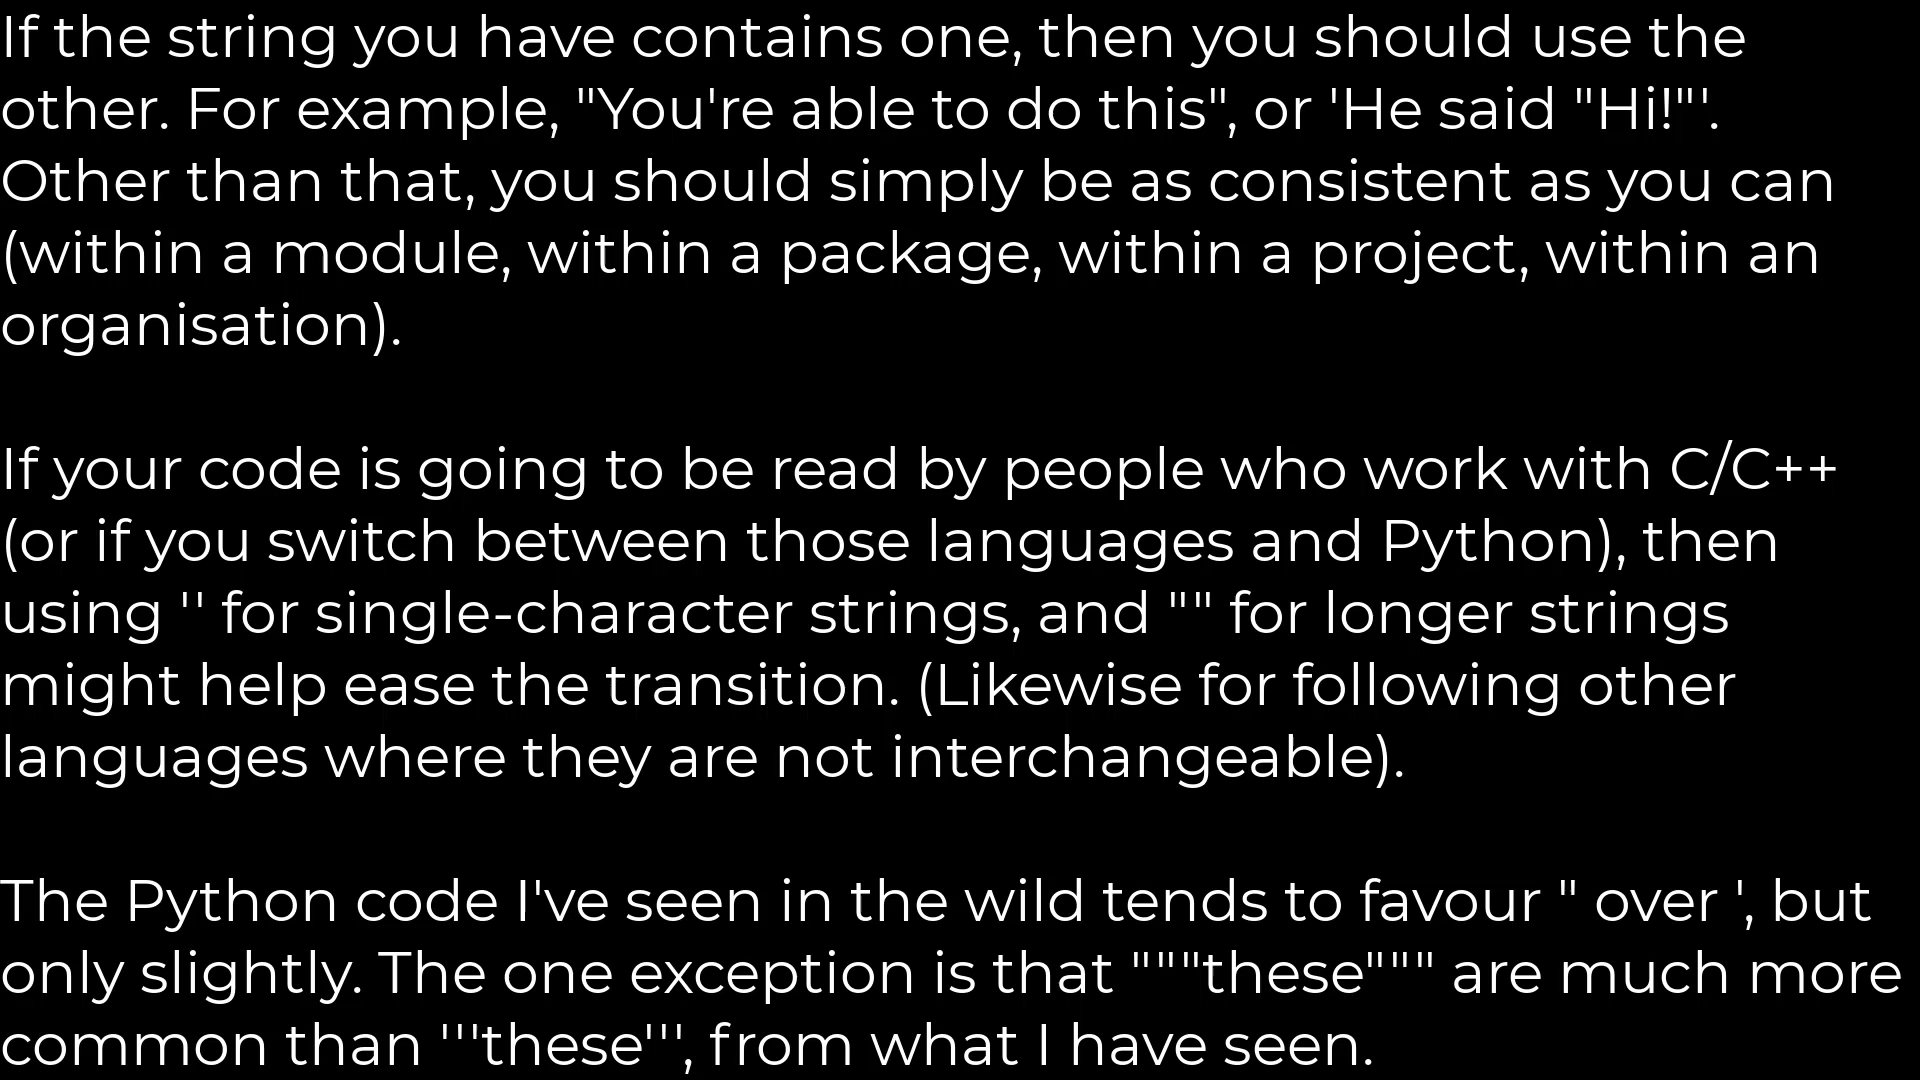 If the string you have contains one, then you should use the
other. For example, "You're able to do this", or 'He said "Hi!"'.
Other than that, you should simply be as consistent as you can
(within a module, within a package, within a project, within an
organisation).
If your code is going to be read by people who work with C/C++
(or if you switch between those languages and Python), then
using '' for single-character strings, and "" for longer strings
might help ease the transition. (Likewise for following other
languages where they are not interchangeable).
The Python code I've seen in the wild tends to favour " over ', but
only slightly. The one exception is that """these""" are much more
common than '''these''', from what I have seen.